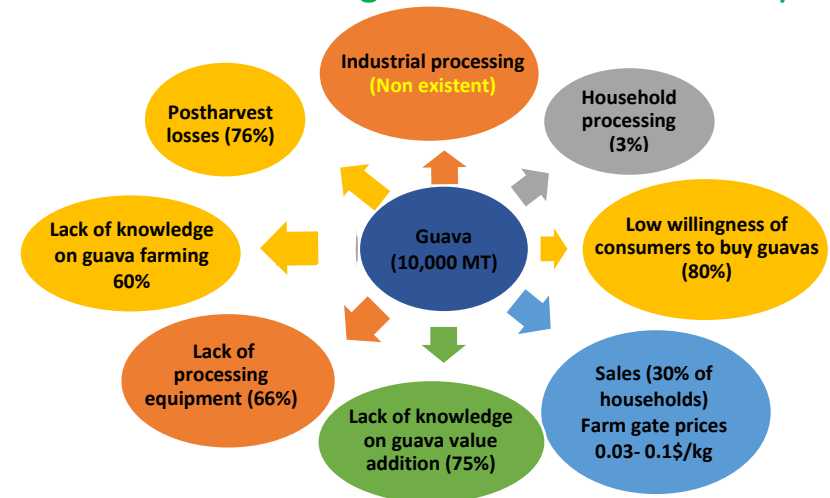 Industrial processing
(Non existent)
Household
processing
(3%)
Postharvest
losses (76%)
Lack of knowledge
on guava farming
60%
Guava
(10,000 MT)
Low willingness of
consumers to buy guavas
(80%)
Lack of
processing
equipment (66%)
Lack of knowledge
on guava value
addition (75%)
Sales (30% of
households)
Farm gate prices
0.03- 0.1$/kg